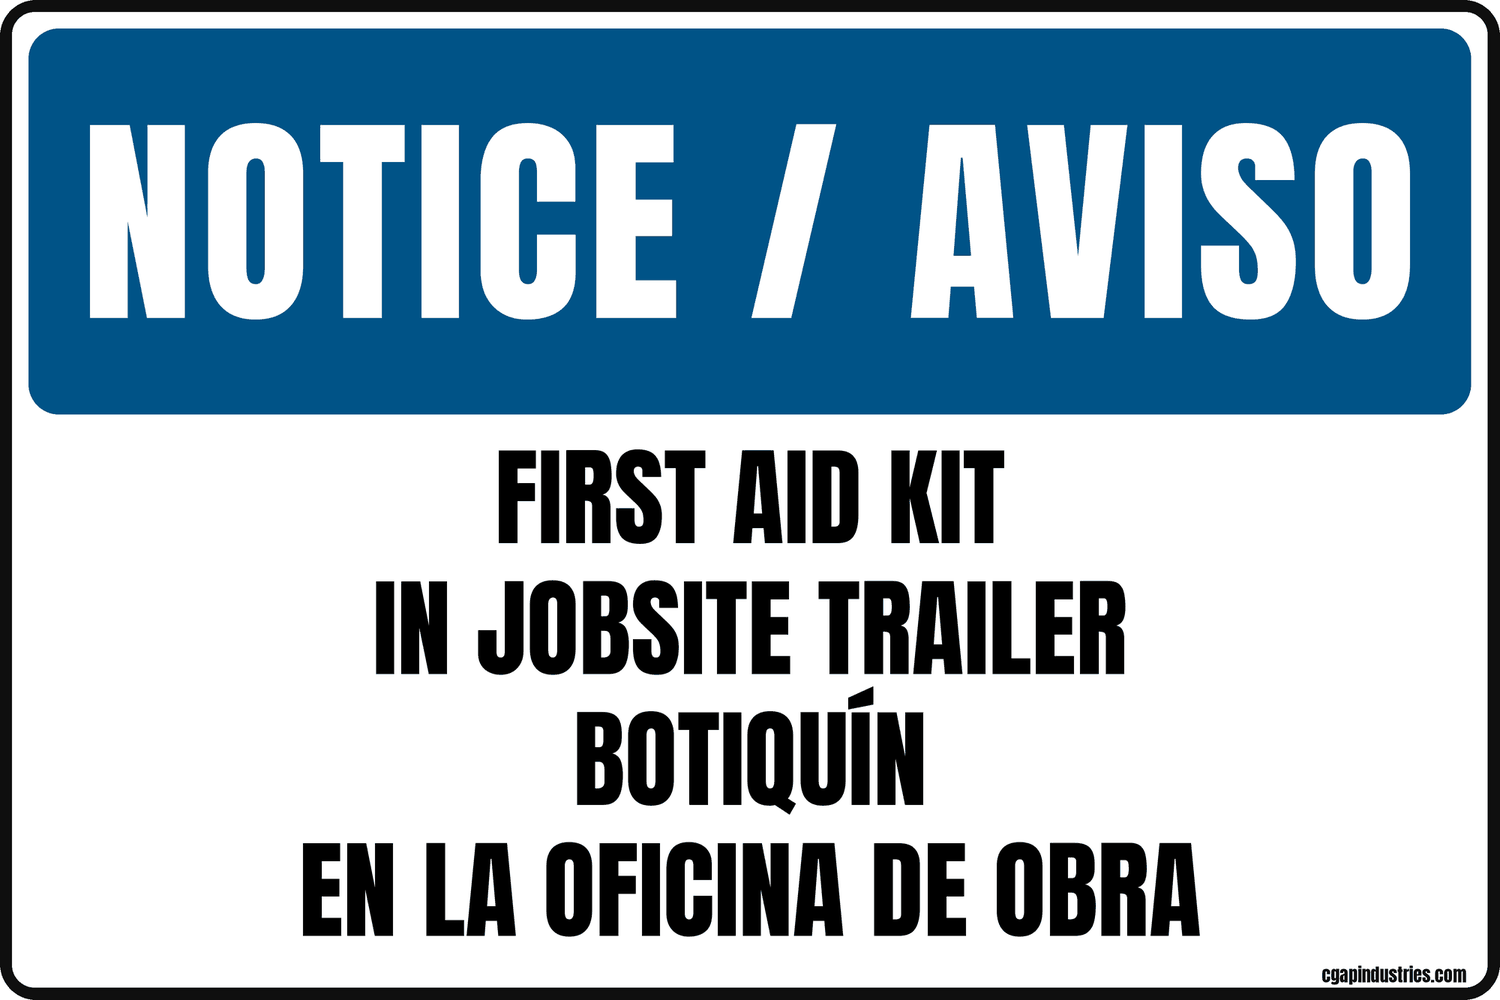 NOTICE / AVISO
FIRST AID KIT
IN JOBSITE TRAILER
BOTIQUÍN
EN LA OFICINA DE OBRA
cgapindustries.com